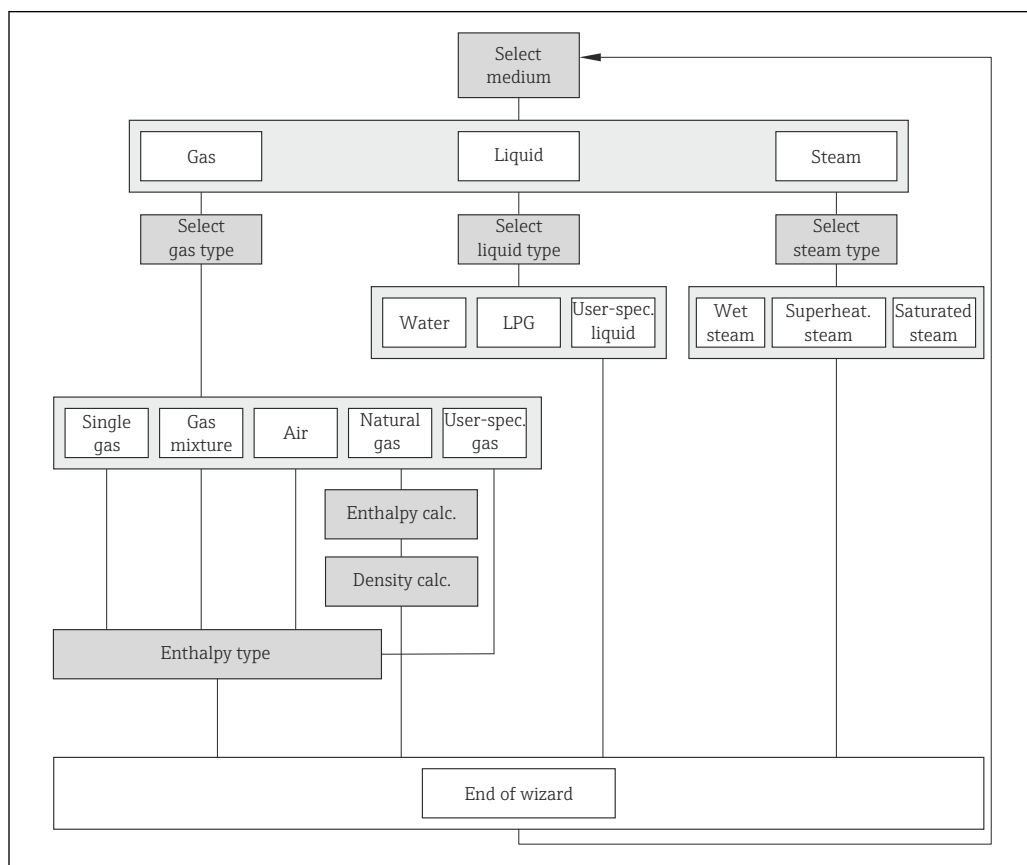 Select
medium
Gas
Liquid
Steam
Select
gas type
Select
liquid type
Select
steam type
Water
LPG
User-spec.
liquid
Wet
steam
Superheat.
steam
Saturated
steam
Single
gas
Gas
mixture
Air
Natural
gas
User-spec.
gas
Enthalpy calc.
Density calc.
Enthalpy type
End of wizard